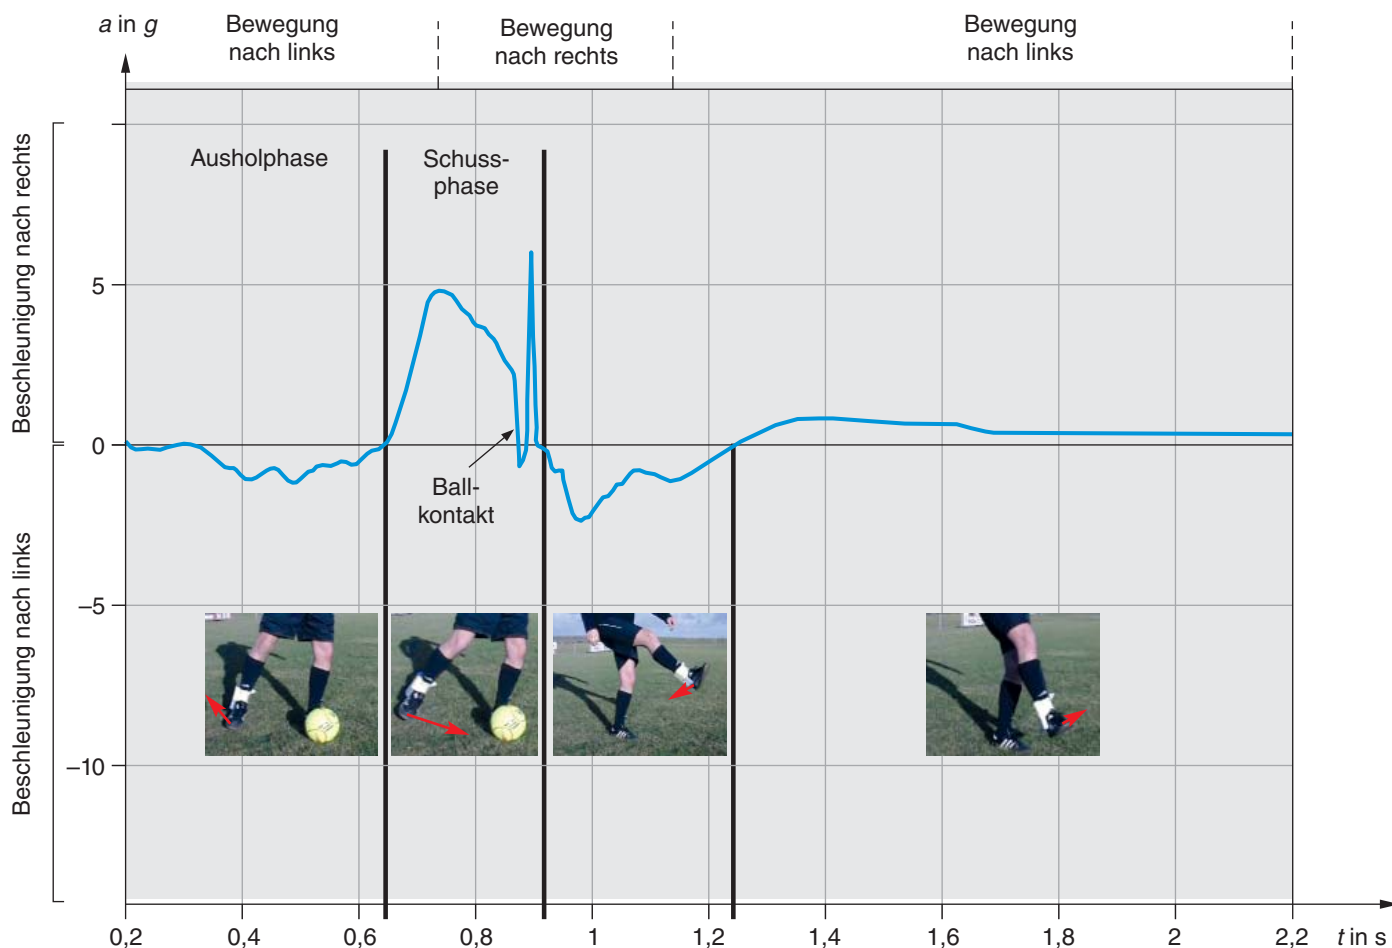 a in g
Bewegung
nach links
Bewegung
nach rechts
Bewegung
nach links
Beschleunigung nach rechts
Beschleunigung nach links
Ausholphase
Schuss-
phase
5
0
Ball-
kontakt
–5
–10
0,2 0,4 0,6 0,8 1 1,2 1,4 1,6 1,8 2 2,2 t in s